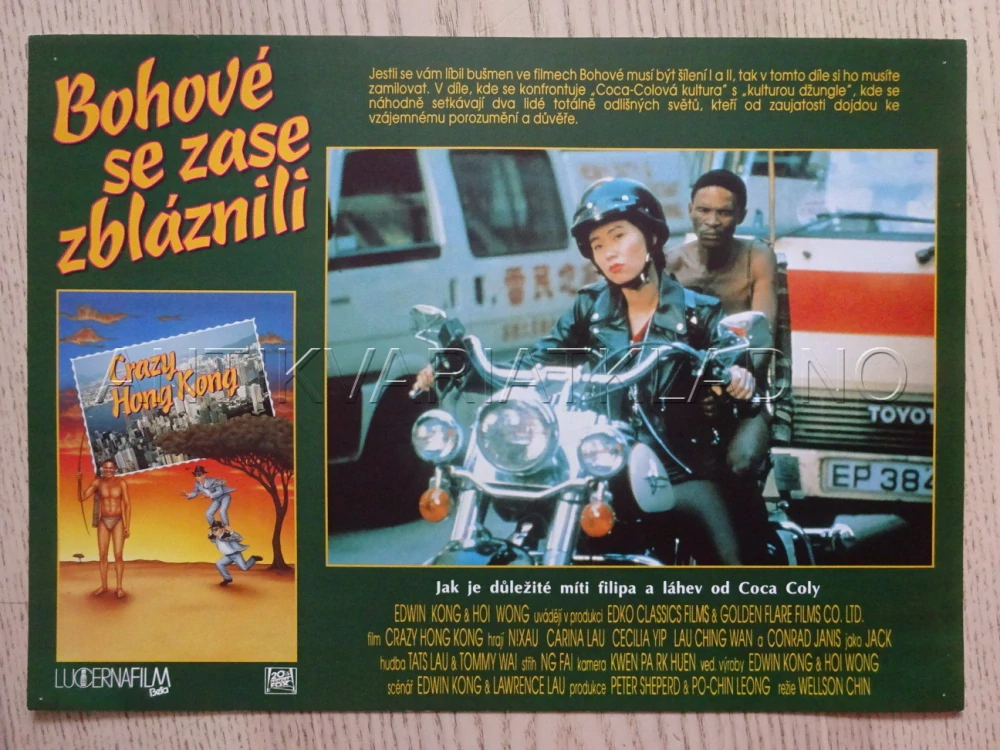 Bohové
se zase
zbláznili
Jestli se vám líbil bušmen ve filmech Bohové musí být šílení I a II, tak v tomto díle si ho musíte
zamilovat. V díle, kde se konfrontuje „Coca-Colová kultura" s „kulturou džungle", kde se
náhodně setkávají dva lidé totálně odlišných světů, kteří od zaujatosti dojdou ke
vzájemnému porozumění a důvěře.
Crazy
Hong Kong
TOYOT
EP 384
ANTIKVARIATKLADNO
Jak je důležité míti filipa a láhev od Coca Coly
EDWIN KONG & HOI WONG uvádějí v produkci EDKO CLASSICS FILMS & GOLDEN FLARE FILMS CO. LTD.
film CRAZY HONG KONG hrají NIXAU CARINA LAU CECILIA YIP LAU CHING WAN a CONRAD JANIS jako JACK
hudba TATS LAU & TOMMY WAI střih NG FAI kamera KWEN PA RK HUEN ved. výroby EDWIN KONG & HOI WONG
scénář EDWIN KONG & LAWRENCE LAU produkce PETER SHEPERD & PO-CHIN LEONG režie WELLSON CHIN
LUCERNAFILM
Beta
20th
CENTURY
FOX